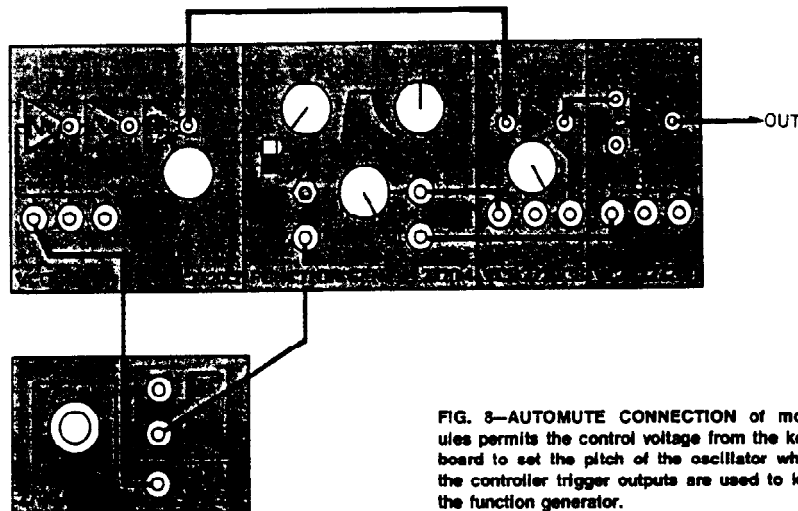 OUT
FIG. 8—AUTOMUTE CONNECTION of mo
ules permits the control voltage from the ke
board to set the pitch of the oscillator wh
the controller trigger outputs are used to k
the function generator.